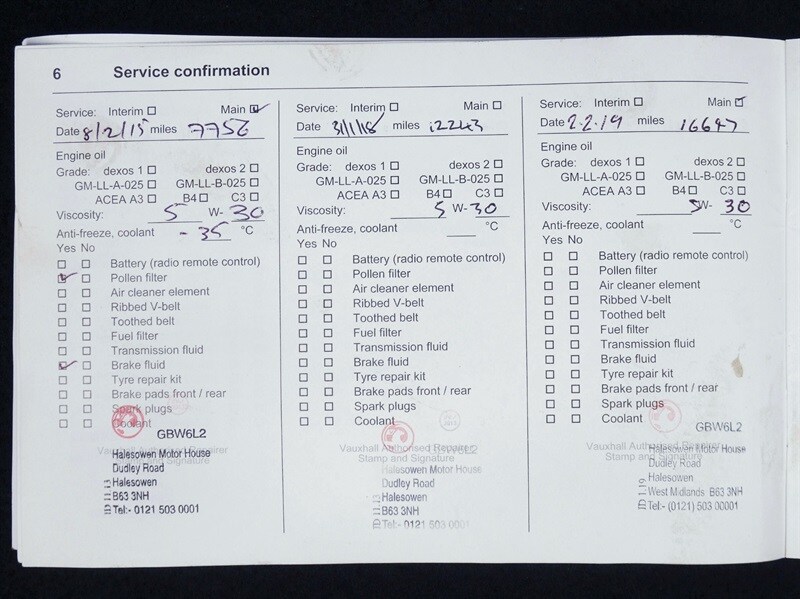 6 Service confirmation
Service: Interim Main
Date 8/2/15 miles 7756
Engine oil
Grade: dexos 1 dexos 2
GM-LL-A-025 GM-LL-B-025
ACEA A3 B4 C3
Viscosity: 5 W- 30
Anti-freeze, coolant -35 °C
Yes No
Battery (radio remote control)
Pollen filter
Air cleaner element
Ribbed V-belt
Toothed belt
Fuel filter
Transmission fluid
Brake fluid
Tyre repair kit
Brake pads front / rear
Spark plugs
Coolant
GBW6L2
Halesowen Motor House
Dudley Road
Halesowen
B63 3NH
Tel:- 0121 503 0001
Service: Interim Main
Date 31/1/18 miles 12243
Engine oil
Grade: dexos 1 dexos 2
GM-LL-A-025 GM-LL-B-025
ACEA A3 B4 C3
Viscosity: 5 W-30
Anti-freeze, coolant °C
Yes No
Battery (radio remote control)
Pollen filter
Air cleaner element
Ribbed V-belt
Toothed belt
Fuel filter
Transmission fluid
Brake fluid
Tyre repair kit
Brake pads front / rear
Spark plugs
Coolant
GBW6L2
Vauxhall Authorised Repairer
Stamp and Signature
Halesowen Motor House
Dudley Road
Halesowen
B63 3NH
Tel:- 0121 503 0001
Service: Interim Main
Date 2.2.19 miles 16647
Engine oil
Grade: dexos 1 dexos 2
GM-LL-A-025 GM-LL-B-025
ACEA A3 B4 C3
Viscosity: 5W- 30
Anti-freeze, coolant °C
Yes No
Battery (radio remote control)
Pollen filter
Air cleaner element
Ribbed V-belt
Toothed belt
Fuel filter
Transmission fluid
Brake fluid
Tyre repair kit
Brake pads front / rear
Spark plugs
Coolant
GBW6L2
Vauxhall Authorised Repairer
Stamp and Signature
Halesowen Motor House
Dudley Road
Halesowen
West Midlands B63 3NH
Tel:- (0121) 503 0001